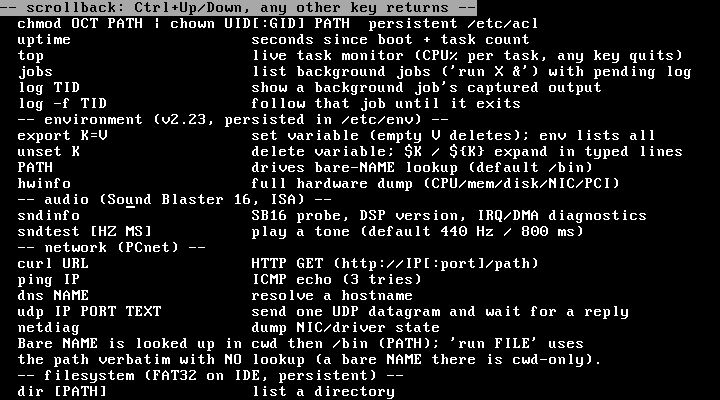 -- scrollback: Ctrl+Up/Down, any other key returns --
chmod OCT PATH | chown UID[:GID] PATH  persistent /etc/acl
uptime                       seconds since boot + task count
top                          live task monitor (CPU% per task, any key quits)
jobs                         list background jobs ('run X &') with pending log
log TID                      show a background job's captured output
log -f TID                   follow that job until it exits
-- environment (v2.23, persisted in /etc/env) --
export K=V                   set variable (empty V deletes); env lists all
unset K                      delete variable; $K / ${K} expand in typed lines
PATH                         drives bare-NAME lookup (default /bin)
hwinfo                       full hardware dump (CPU/mem/disk/NIC/PCI)
-- audio (Sound Blaster 16, ISA) --
sndinfo                      SB16 probe, DSP version, IRQ/DMA diagnostics
sndtest [HZ MS]              play a tone (default 440 Hz / 800 ms)
-- network (PCnet) --
curl URL                     HTTP GET (http://IP[:port]/path)
ping IP                      ICMP echo (3 tries)
dns NAME                     resolve a hostname
udp IP PORT TEXT             send one UDP datagram and wait for a reply
netdiag                      dump NIC/driver state
Bare NAME is looked up in cwd then /bin (PATH); 'run FILE' uses
the path verbatim with NO lookup (a bare NAME there is cwd-only).
-- filesystem (FAT32 on IDE, persistent) --
dir [PATH]                   list a directory